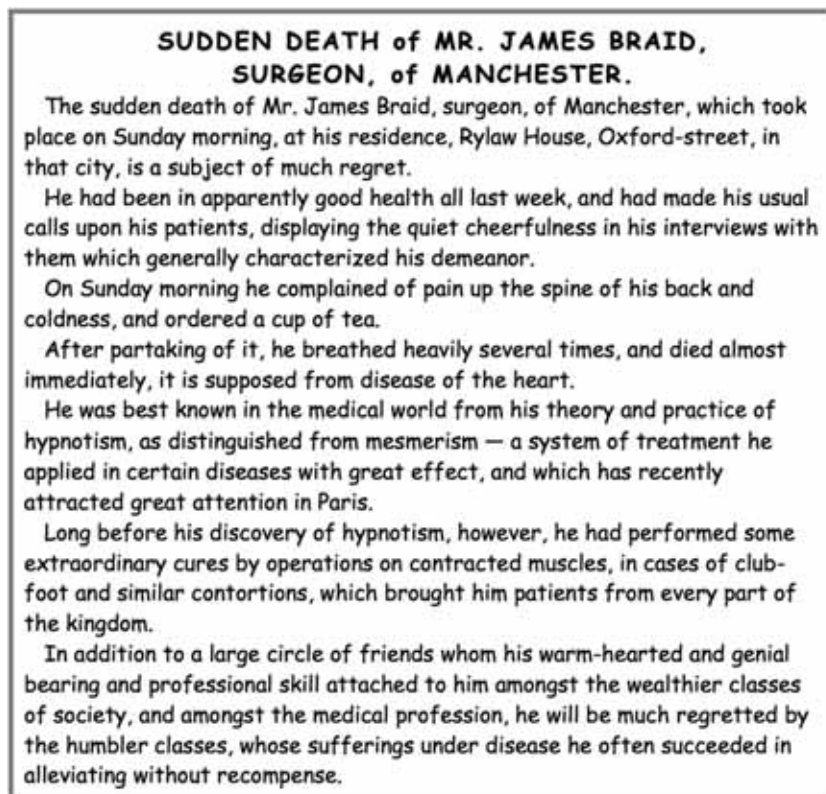 SUDDEN DEATH of MR. JAMES BRAID,
SURGEON, of MANCHESTER.
The sudden death of Mr. James Braid, surgeon, of Manchester, which took
place on Sunday morning, at his residence, Rylaw House, Oxford-street, in
that city, is a subject of much regret.
He had been in apparently good health all last week, and had made his usual
calls upon his patients, displaying the quiet cheerfulness in his interviews with
them which generally characterized his demeanor.
On Sunday morning he complained of pain up the spine of his back and
coldness, and ordered a cup of tea.
After partaking of it, he breathed heavily several times, and died almost
immediately, it is supposed from disease of the heart.
He was best known in the medical world from his theory and practice of
hypnotism, as distinguished from mesmerism — a system of treatment he
applied in certain diseases with great effect, and which has recently
attracted great attention in Paris.
Long before his discovery of hypnotism, however, he had performed some
extraordinary cures by operations on contracted muscles, in cases of club-
foot and similar contortions, which brought him patients from every part of
the kingdom.
In addition to a large circle of friends whom his warm-hearted and genial
bearing and professional skill attached to him amongst the wealthier classes
of society, and amongst the medical profession, he will be much regretted by
the humbler classes, whose sufferings under disease he often succeeded in
alleviating without recompense.